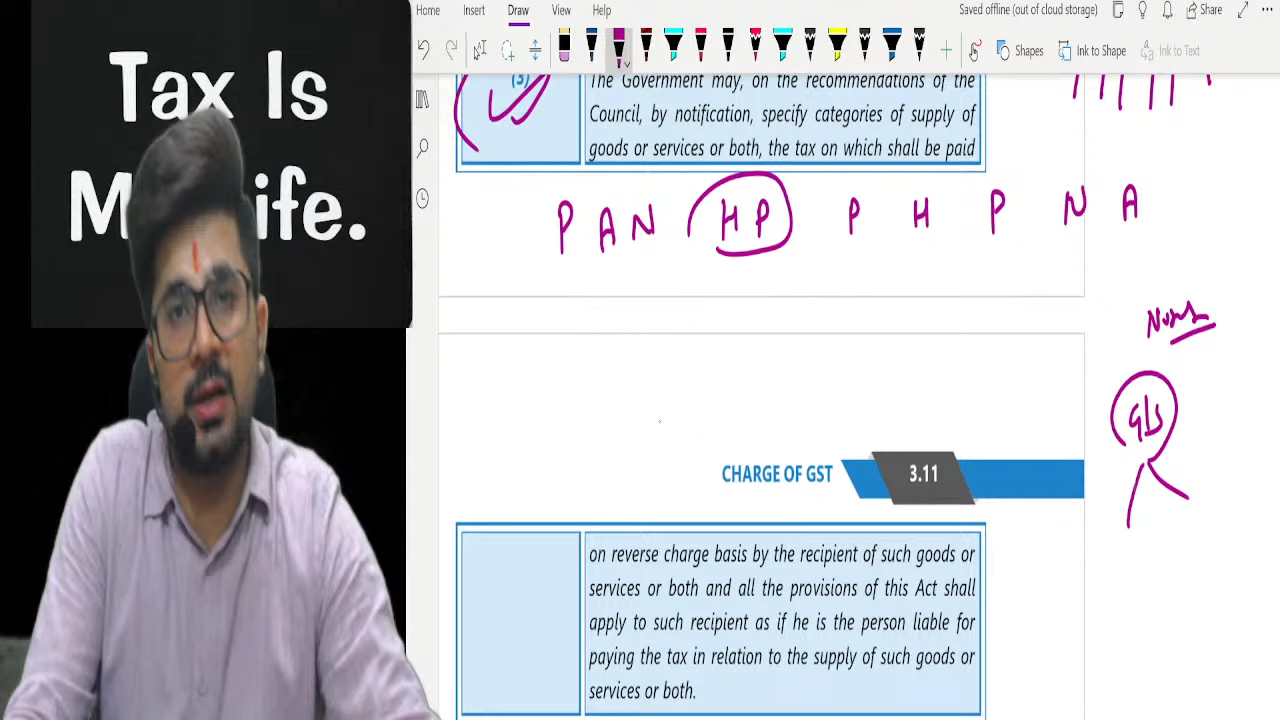 Home Insert Draw View Help Saved offline (out of cloud storage) Share
Shapes Ink to Shape Ink to Text
Tax Is
My Life.
(3)
The Government may, on the recommendations of the
Council, by notification, specify categories of supply of
goods or services or both, the tax on which shall be paid
P A N H P P H P N A
G/S
CHARGE OF GST 3.11
on reverse charge basis by the recipient of such goods or
services or both and all the provisions of this Act shall
apply to such recipient as if he is the person liable for
paying the tax in relation to the supply of such goods or
services or both.